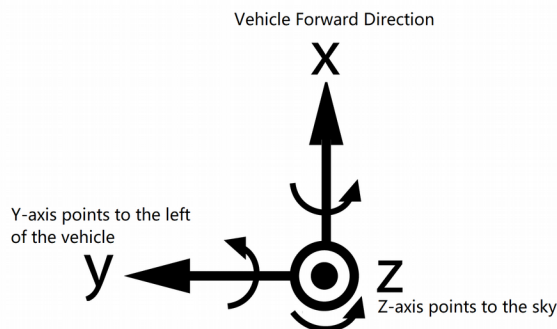 Vehicle Forward Direction
x
Y-axis points to the left
of the vehicle
y
z
Z-axis points to the sky